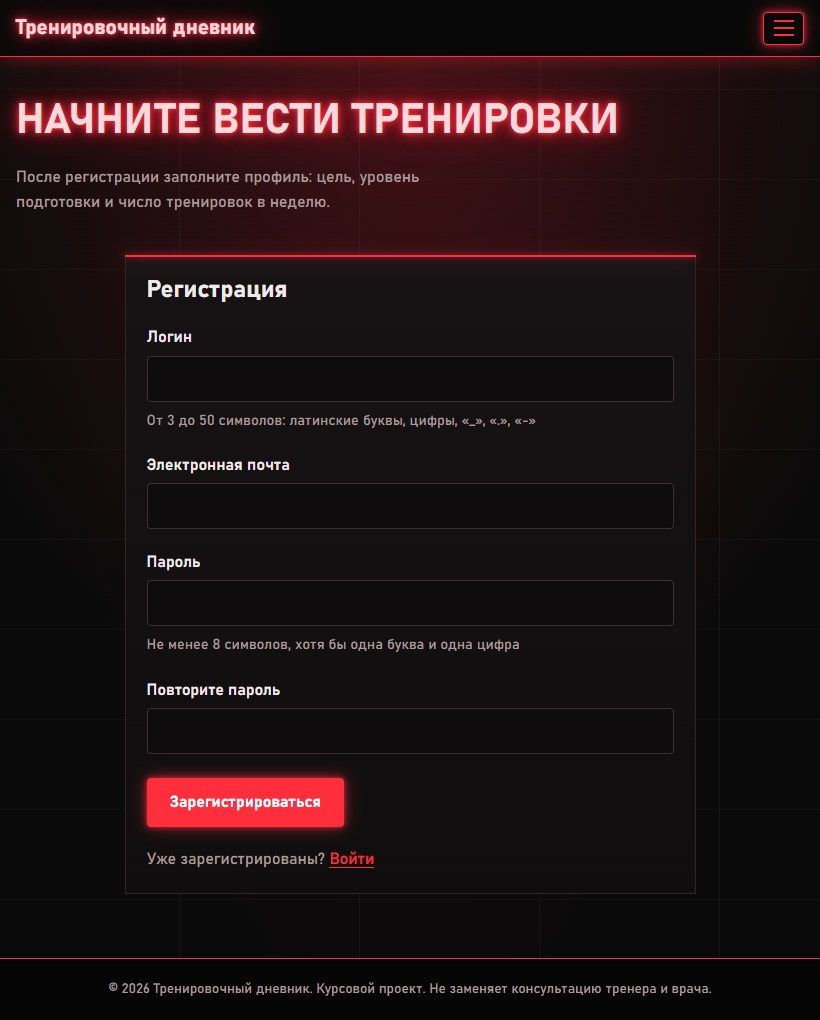 Тренировочный дневник
НАЧНИТЕ ВЕСТИ ТРЕНИРОВКИ
После регистрации заполните профиль: цель, уровень
подготовки и число тренировок в неделю.
Регистрация
Логин
От 3 до 50 символов: латинские буквы, цифры, «_», «.», «-»
Электронная почта
Пароль
Не менее 8 символов, хотя бы одна буква и одна цифра
Повторите пароль
Зарегистрироваться
Уже зарегистрированы? Войти
© 2026 Тренировочный дневник. Курсовой проект. Не заменяет консультацию тренера и врача.